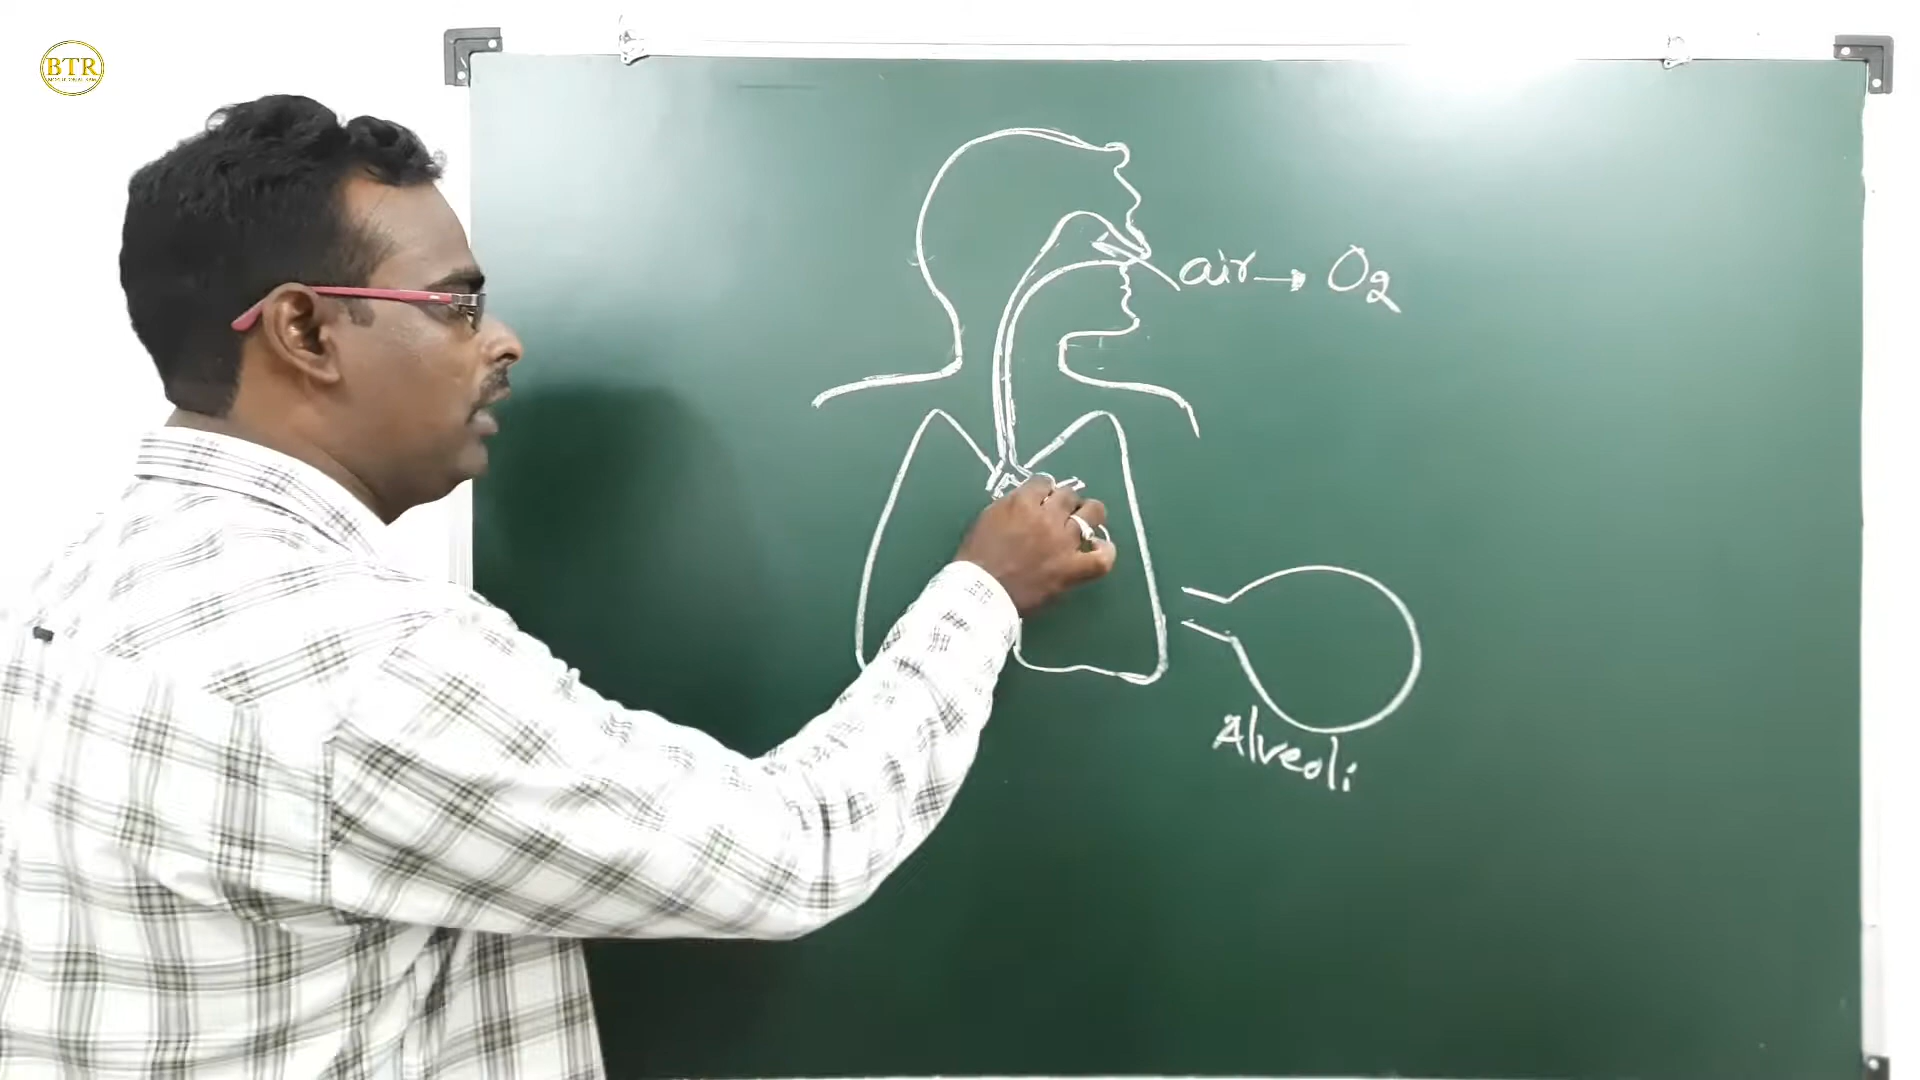 BTR
air → O2
Alveoli